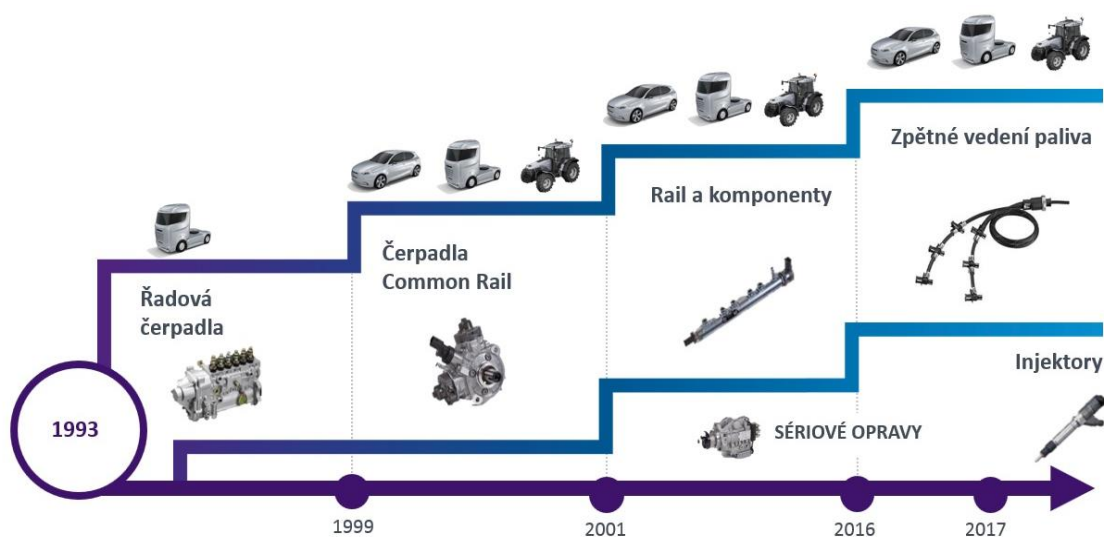 Zpětné vedení paliva
Rail a komponenty
Čerpadla
Common Rail
Řadová
čerpadla
Injektory
1993
SÉRIOVÉ OPRAVY
1999
2001
2016
2017